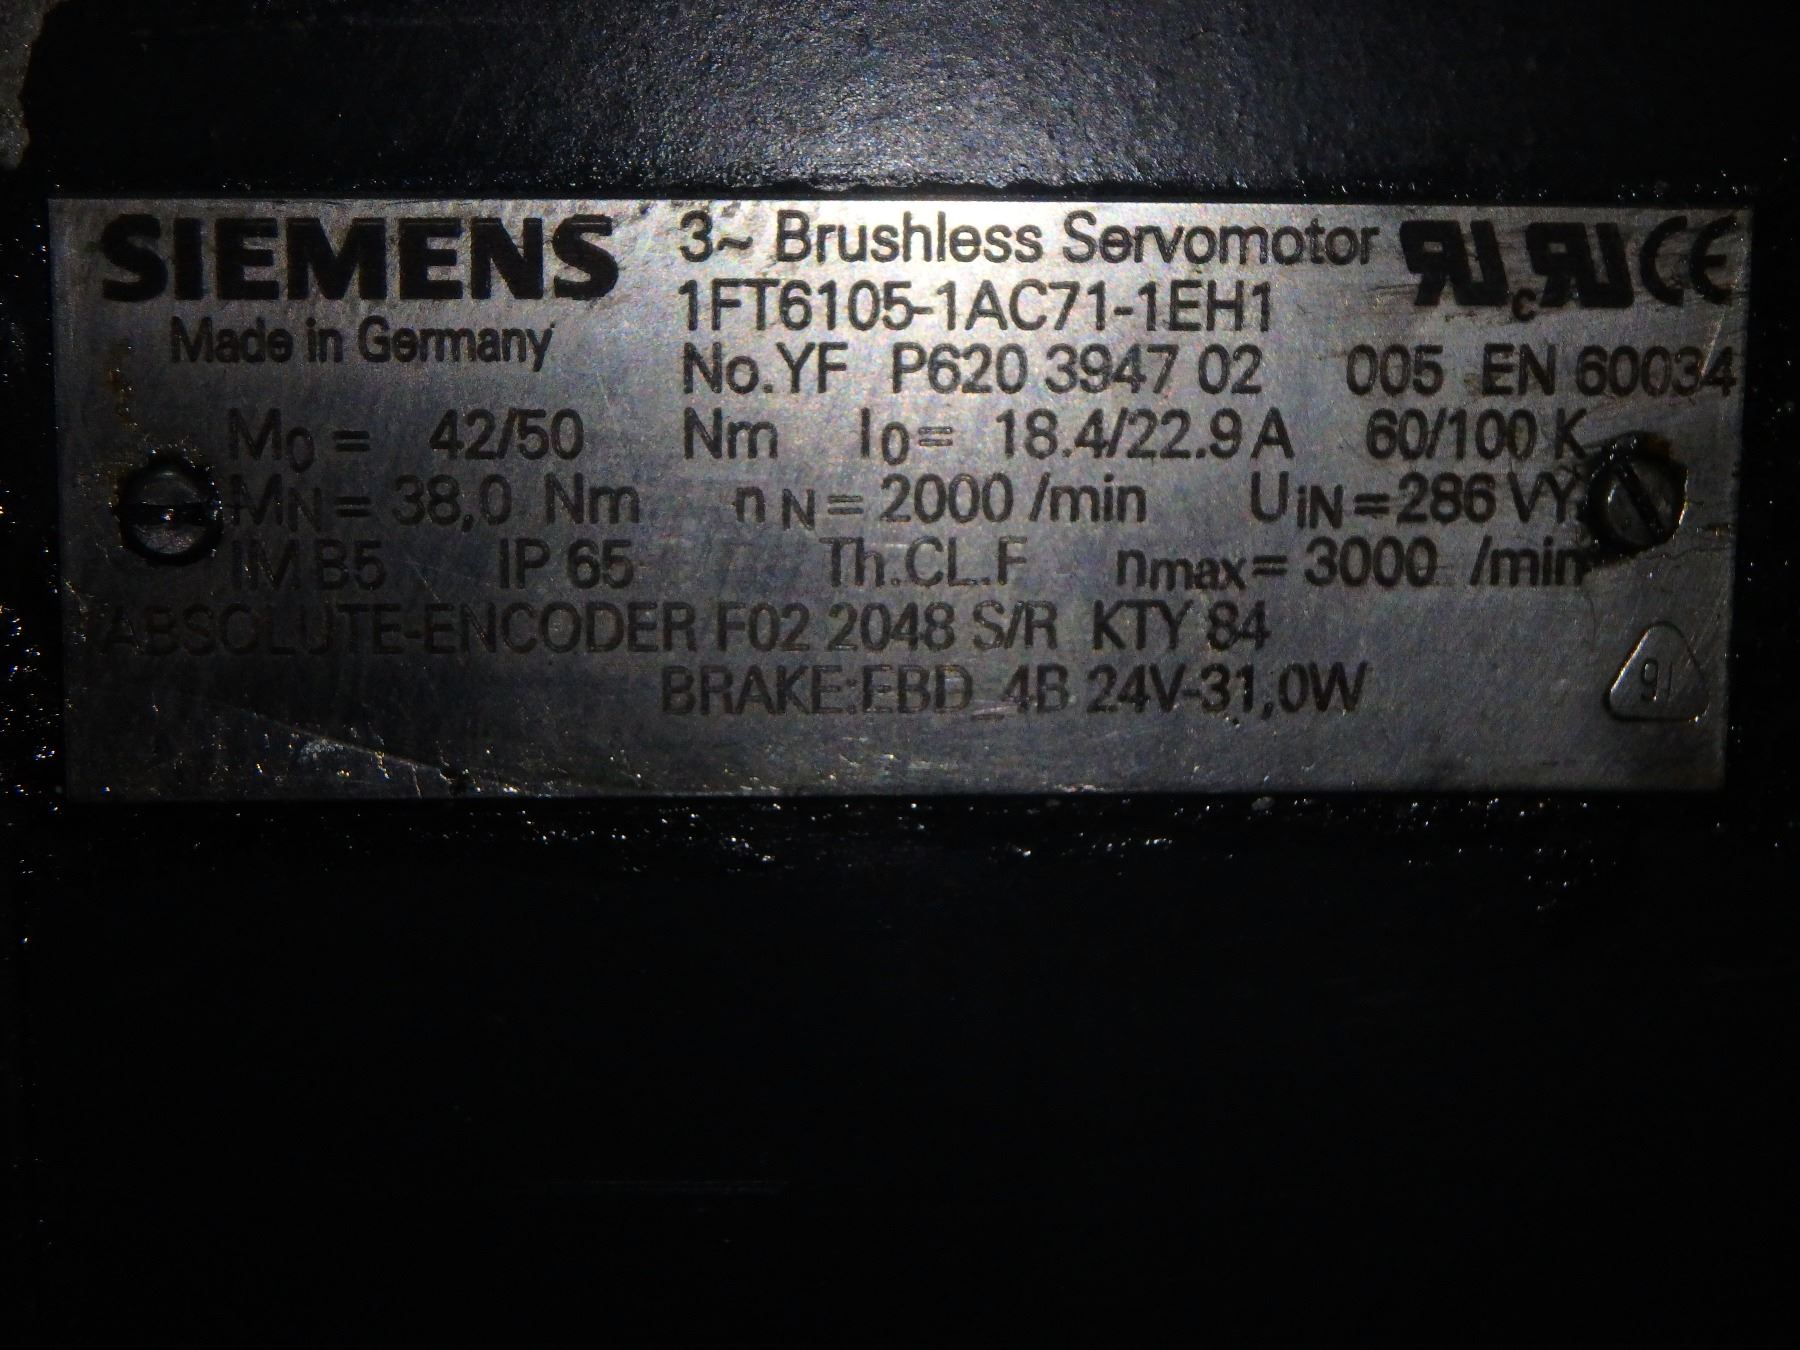 SIEMENS 3~ Brushless Servomotor
1FT6105-1AC71-1EH1
Made in Germany
No.YF P620 3947 02 005 EN 60034
M0 = 42/50 Nm I0= 18.4/22.9 A 60/100 K
MN = 38,0 Nm nN = 2000 /min UiN=286 VY
IM B5 IP 65 Th.CL.F nmax= 3000 /min
ABSOLUTE-ENCODER F02 2048 S/R KTY 84
BRAKE:EBD_4B 24V-31,0W